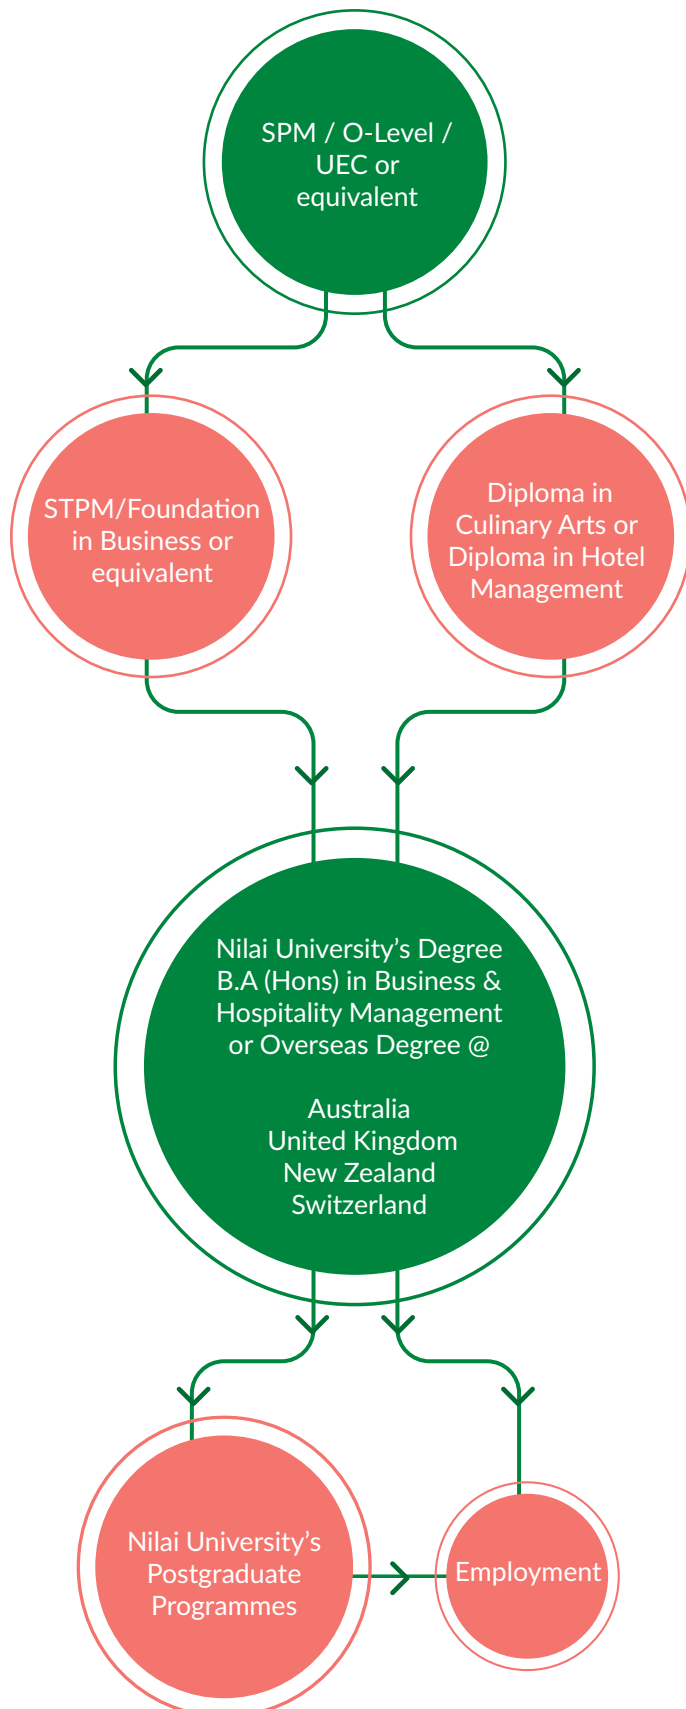 SPM / O-Level /
UEC or
equivalent
STPM/Foundation
in Business or
equivalent
Diploma in
Culinary Arts or
Diploma in Hotel
Management
Nilai University’s Degree
B.A (Hons) in Business &
Hospitality Management
or Overseas Degree @
Australia
United Kingdom
New Zealand
Switzerland
Nilai University’s
Postgraduate
Programmes
Employment